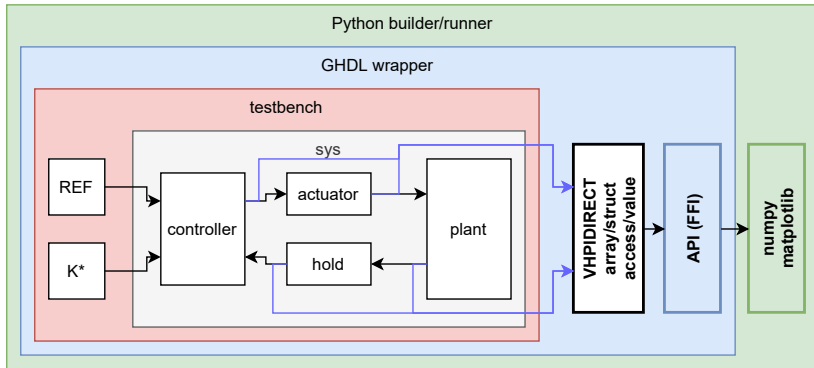 Python builder/runner
GHDL wrapper
testbench
sys
REF
K*
controller
actuator
hold
plant
VHPIDIRECT
array/struct
access/value
API (FFI)
numpy
matplotlib